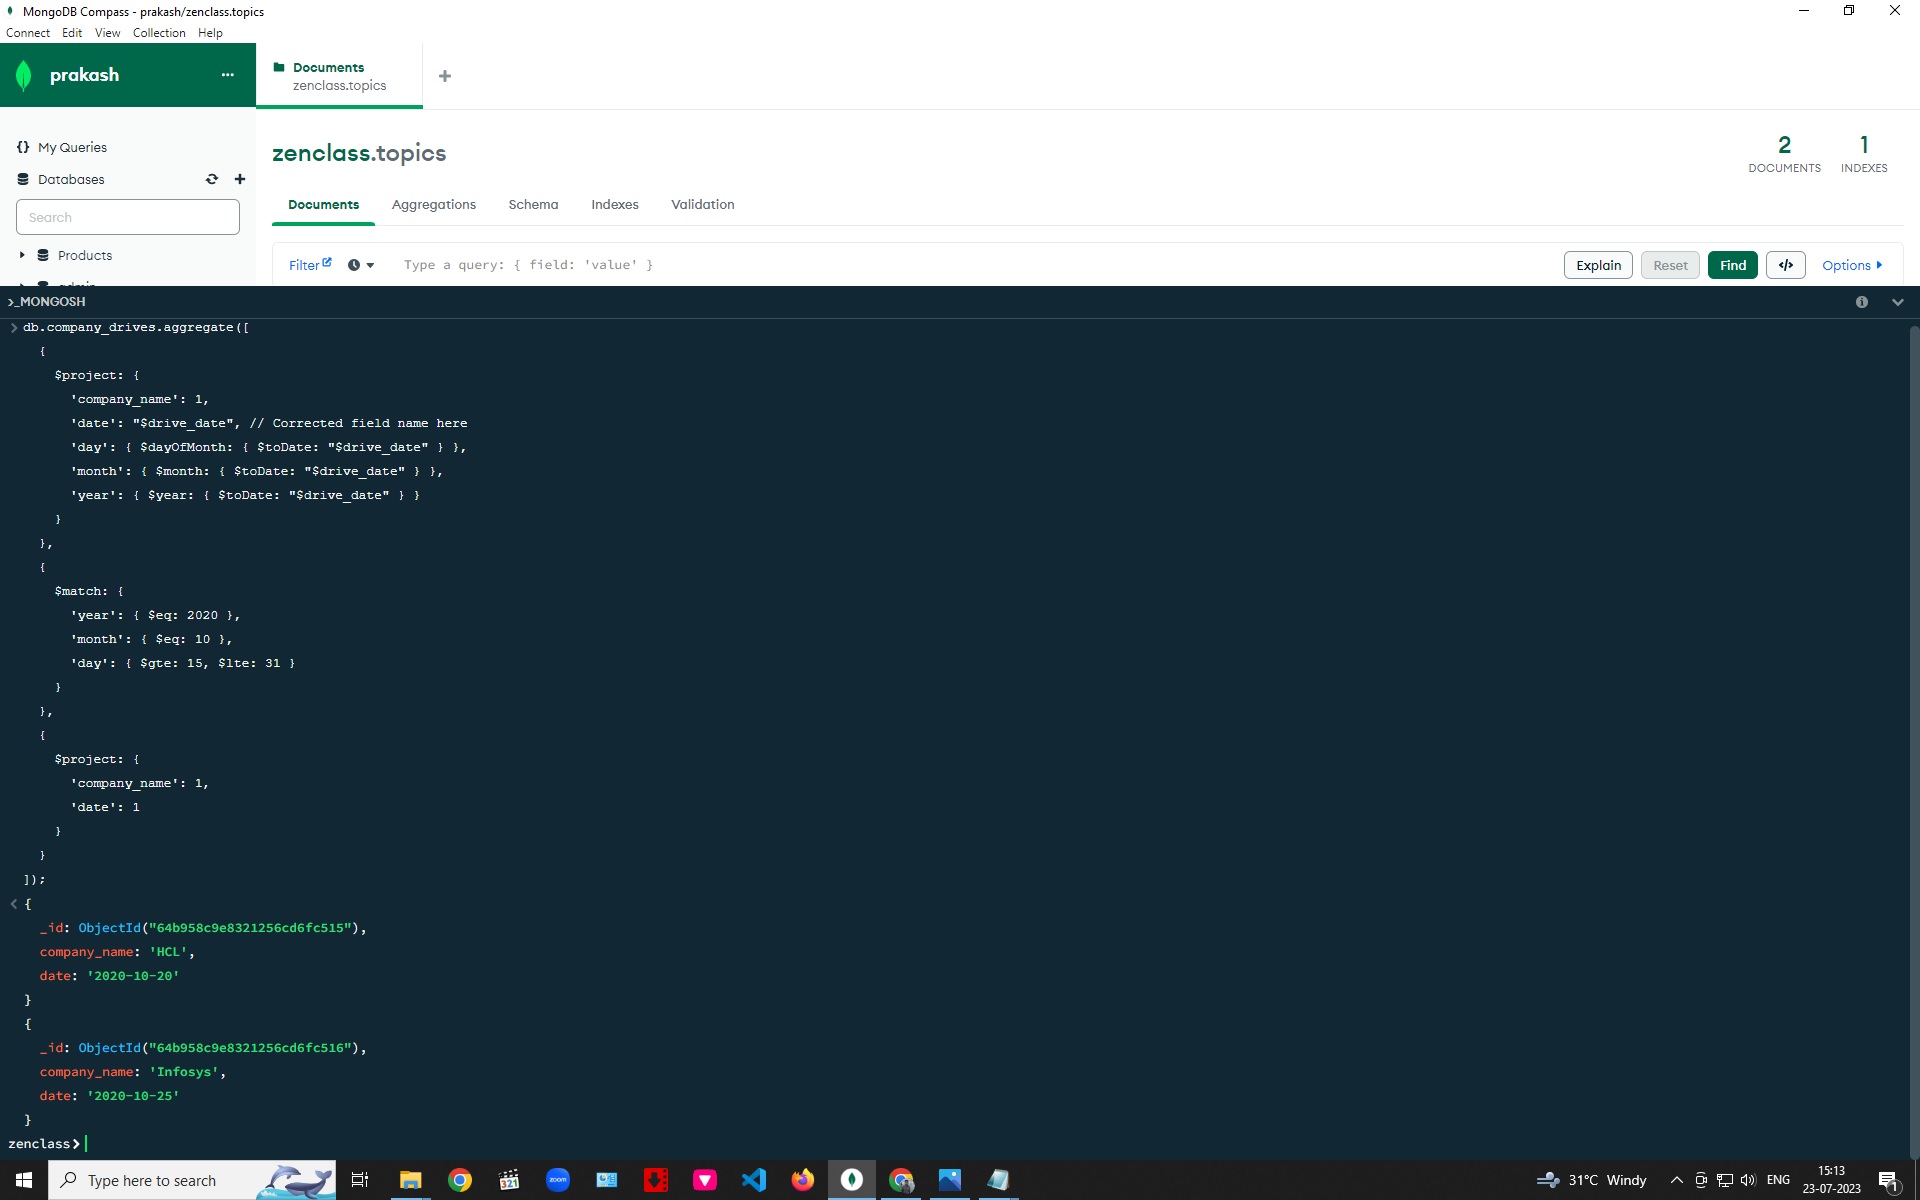 MongoDB Compass - prakash/zenclass.topics
Connect Edit View Collection Help
prakash
Documents
zenclass.topics
My Queries
Databases
Search
Products
zenclass.topics
2
DOCUMENTS
1
INDEXES
Documents Aggregations Schema Indexes Validation
Filter Type a query: { field: 'value' } Explain Reset Find </> Options
>_MONGOSH
> db.company_drives.aggregate([
{
$project: {
'company_name': 1,
'date': "$drive_date", // Corrected field name here
'day': { $dayOfMonth: { $toDate: "$drive_date" } },
'month': { $month: { $toDate: "$drive_date" } },
'year': { $year: { $toDate: "$drive_date" } }
}
},
{
$match: {
'year': { $eq: 2020 },
'month': { $eq: 10 },
'day': { $gte: 15, $lte: 31 }
}
},
{
$project: {
'company_name': 1,
'date': 1
}
}
]);
< {
_id: ObjectId("64b958c9e8321256cd6fc515"),
company_name: 'HCL',
date: '2020-10-20'
}
{
_id: ObjectId("64b958c9e8321256cd6fc516"),
company_name: 'Infosys',
date: '2020-10-25'
}
zenclass>
Type here to search
321
zoom
31°C Windy
ENG
15:13
23-07-2023
1